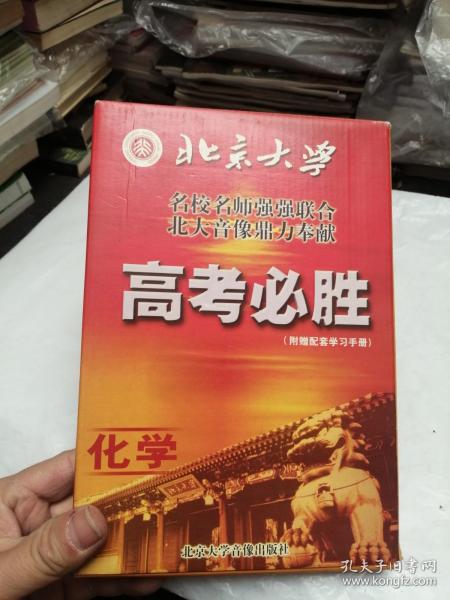 北京大学
名校名师强强联合
北大音像鼎力奉献
高考必胜
(附赠配套学习手册)
化学
北京大学音像出版社
孔夫子旧书网
www.kongfz.com